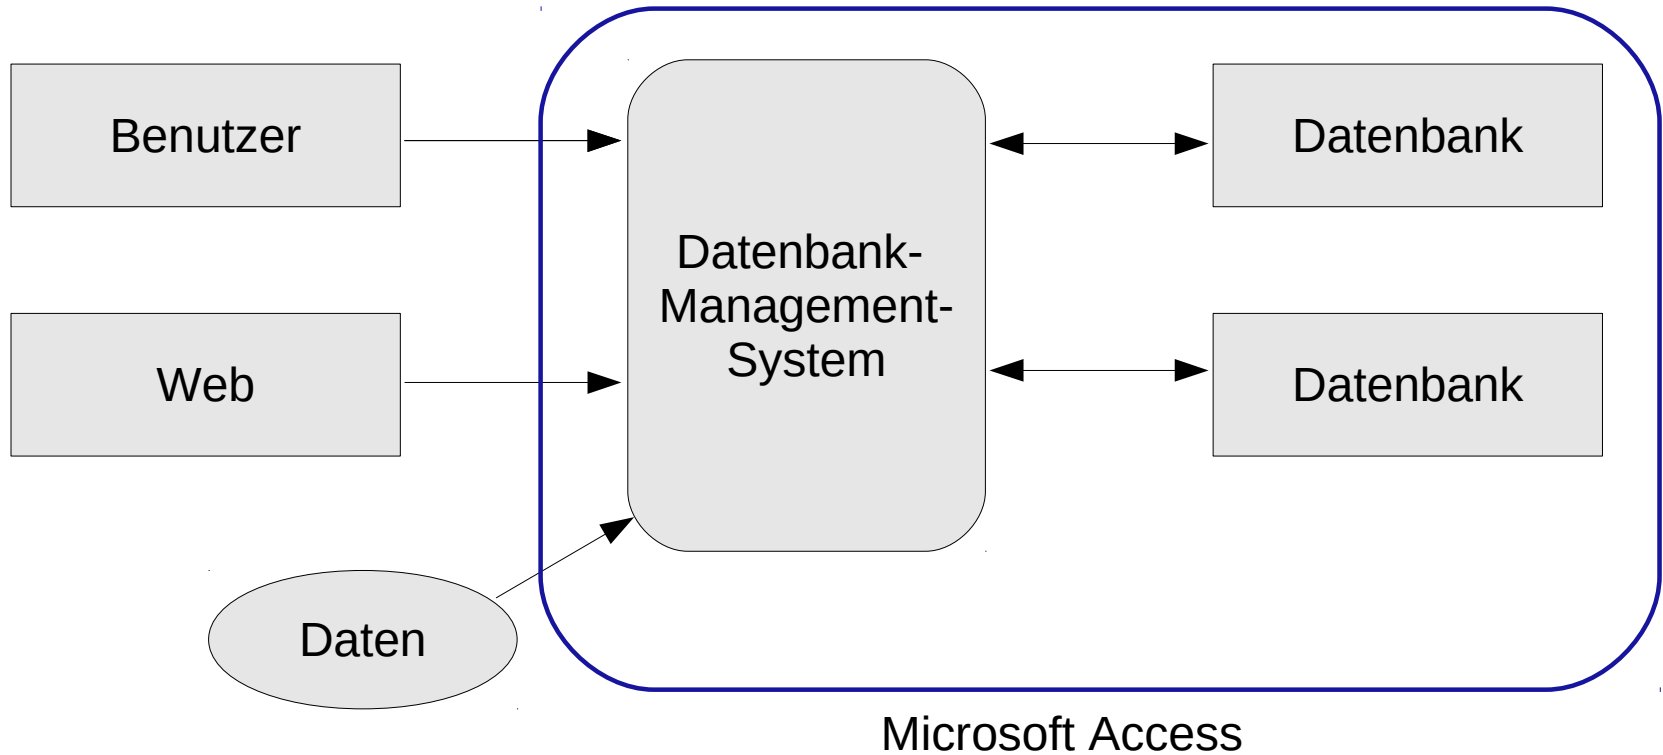 Benutzer
Datenbank
Datenbank-
Management-
System
Web
Datenbank
Daten
Microsoft Access